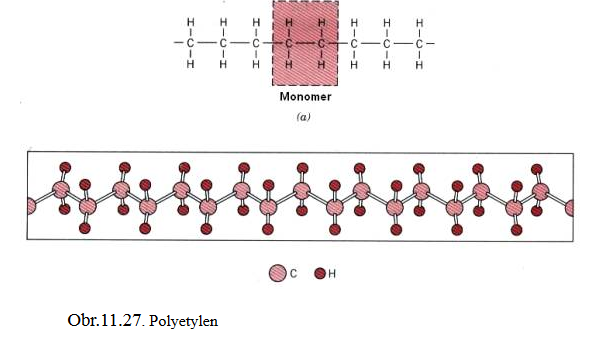 H H H H H H H H
—C—C—C—C—C—C—C—C—
H H H H H H H H
Monomer
(a)
C H
Obr.11.27. Polyetylen